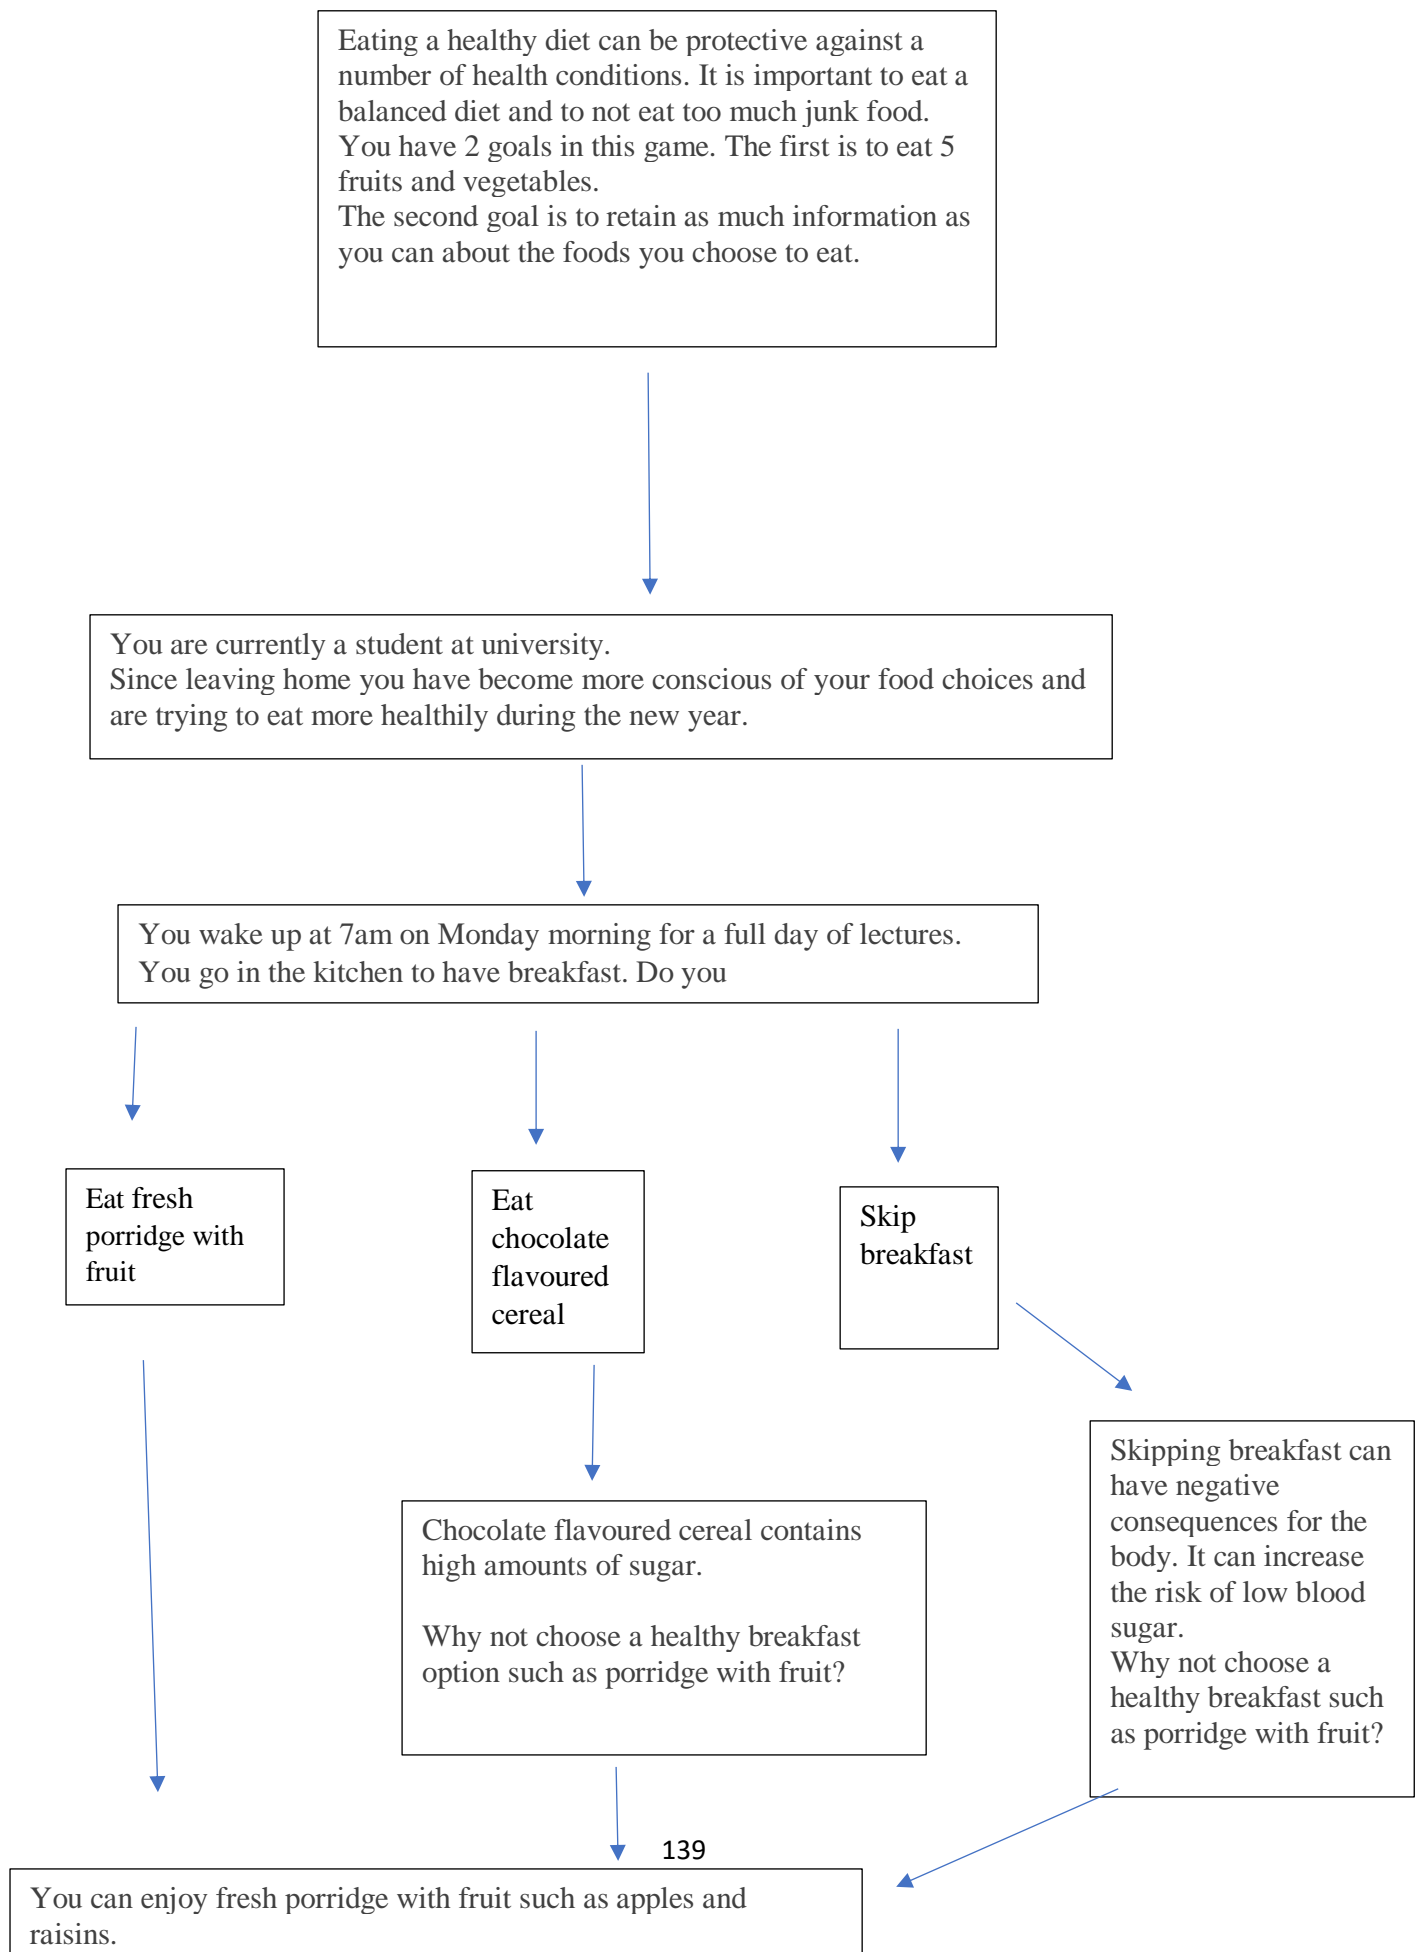 Eating a healthy diet can be protective against a
number of health conditions. It is important to eat a
balanced diet and to not eat too much junk food.
You have 2 goals in this game. The first is to eat 5
fruits and vegetables.
The second goal is to retain as much information as
you can about the foods you choose to eat.
You are currently a student at university.
Since leaving home you have become more conscious of your food choices and
are trying to eat more healthily during the new year.
You wake up at 7am on Monday morning for a full day of lectures.
You go in the kitchen to have breakfast. Do you
Eat fresh
porridge with
fruit
Eat
chocolate
flavoured
cereal
Skip
breakfast
Chocolate flavoured cereal contains
high amounts of sugar.
Why not choose a healthy breakfast
option such as porridge with fruit?
Skipping breakfast can
have negative
consequences for the
body. It can increase
the risk of low blood
sugar.
Why not choose a
healthy breakfast such
as porridge with fruit?
139
You can enjoy fresh porridge with fruit such as apples and
raisins.